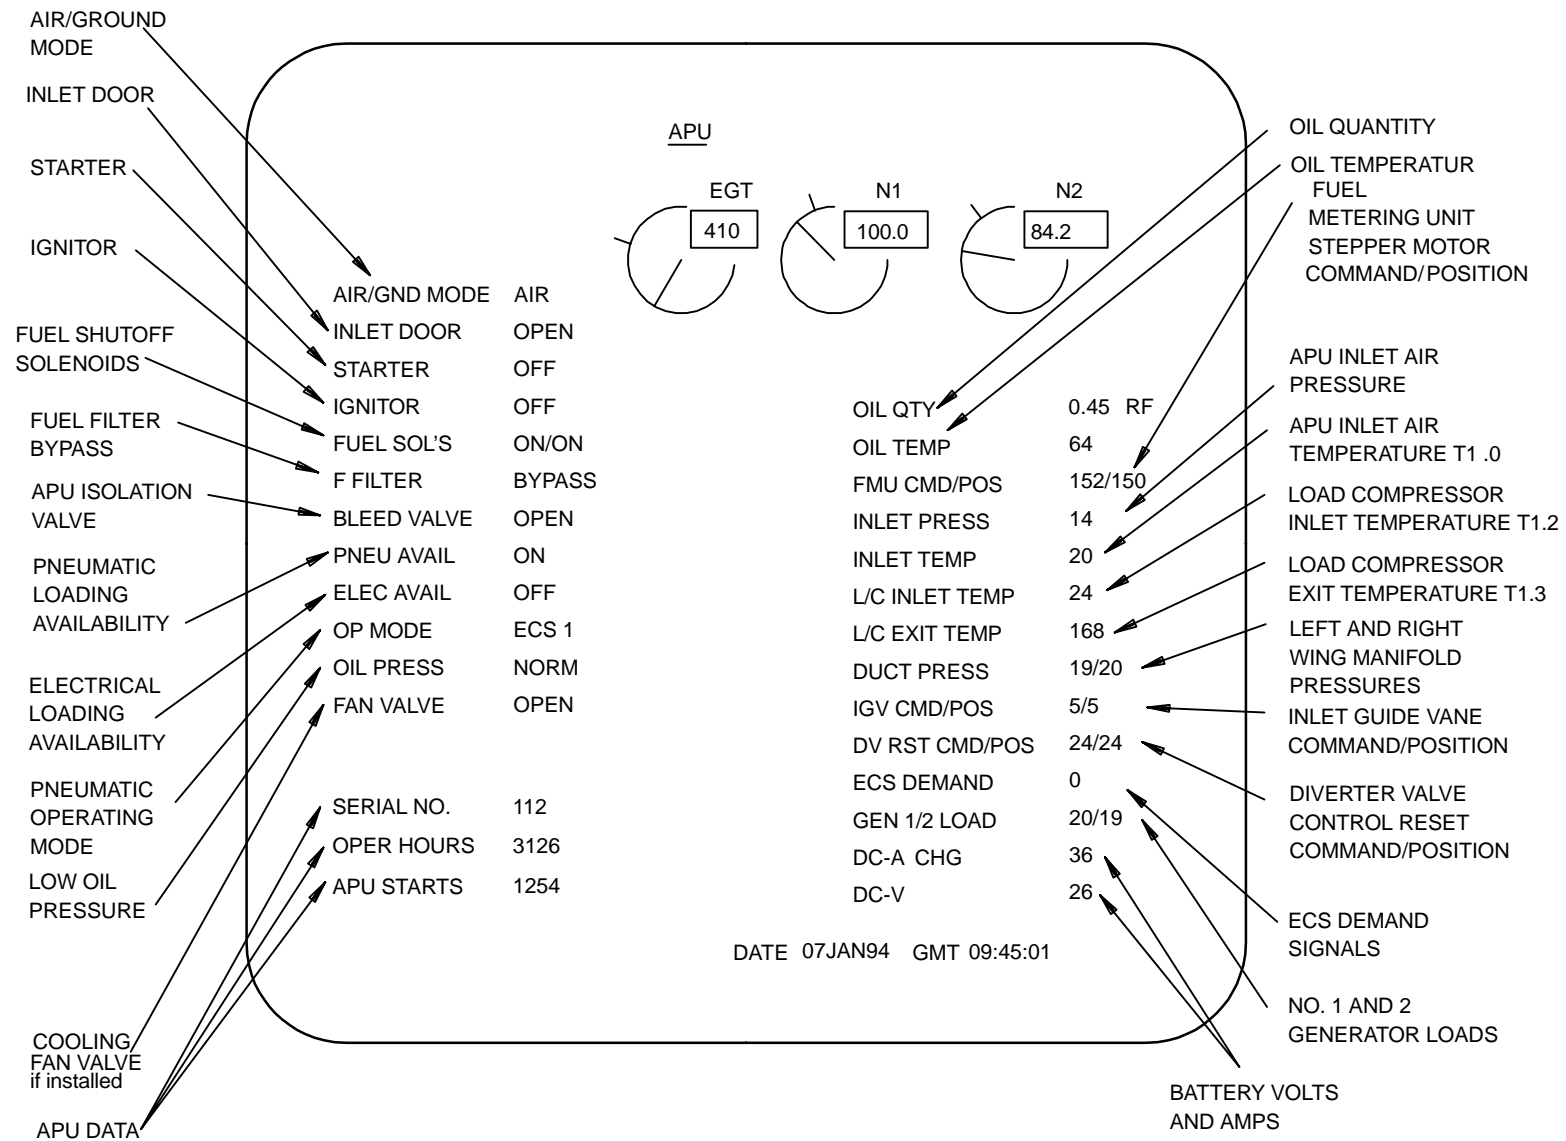 AIR/GROUND
MODE
INLET DOOR
STARTER
IGNITOR
FUEL SHUTOFF
SOLENOIDS
FUEL FILTER
BYPASS
APU ISOLATION
VALVE
PNEUMATIC
LOADING
AVAILABILITY
ELECTRICAL
LOADING
AVAILABILITY
PNEUMATIC
OPERATING
MODE
LOW OIL
PRESSURE
COOLING
FAN VALVE
if installed
APU DATA
APU
EGT
410
N1
100.0
N2
84.2
AIR/GND MODE AIR
INLET DOOR OPEN
STARTER OFF
IGNITOR OFF
FUEL SOL'S ON/ON
F FILTER BYPASS
BLEED VALVE OPEN
PNEU AVAIL ON
ELEC AVAIL OFF
OP MODE ECS 1
OIL PRESS NORM
FAN VALVE OPEN
SERIAL NO. 112
OPER HOURS 3126
APU STARTS 1254
OIL QTY 0.45 RF
OIL TEMP 64
FMU CMD/POS 152/150
INLET PRESS 14
INLET TEMP 20
L/C INLET TEMP 24
L/C EXIT TEMP 168
DUCT PRESS 19/20
IGV CMD/POS 5/5
DV RST CMD/POS 24/24
ECS DEMAND 0
GEN 1/2 LOAD 20/19
DC-A CHG 36
DC-V 26
DATE 07JAN94 GMT 09:45:01
OIL QUANTITY
OIL TEMPERATUR
FUEL
METERING UNIT
STEPPER MOTOR
COMMAND/POSITION
APU INLET AIR
PRESSURE
APU INLET AIR
TEMPERATURE T1 .0
LOAD COMPRESSOR
INLET TEMPERATURE T1.2
LOAD COMPRESSOR
EXIT TEMPERATURE T1.3
LEFT AND RIGHT
WING MANIFOLD
PRESSURES
INLET GUIDE VANE
COMMAND/POSITION
DIVERTER VALVE
CONTROL RESET
COMMAND/POSITION
ECS DEMAND
SIGNALS
NO. 1 AND 2
GENERATOR LOADS
BATTERY VOLTS
AND AMPS